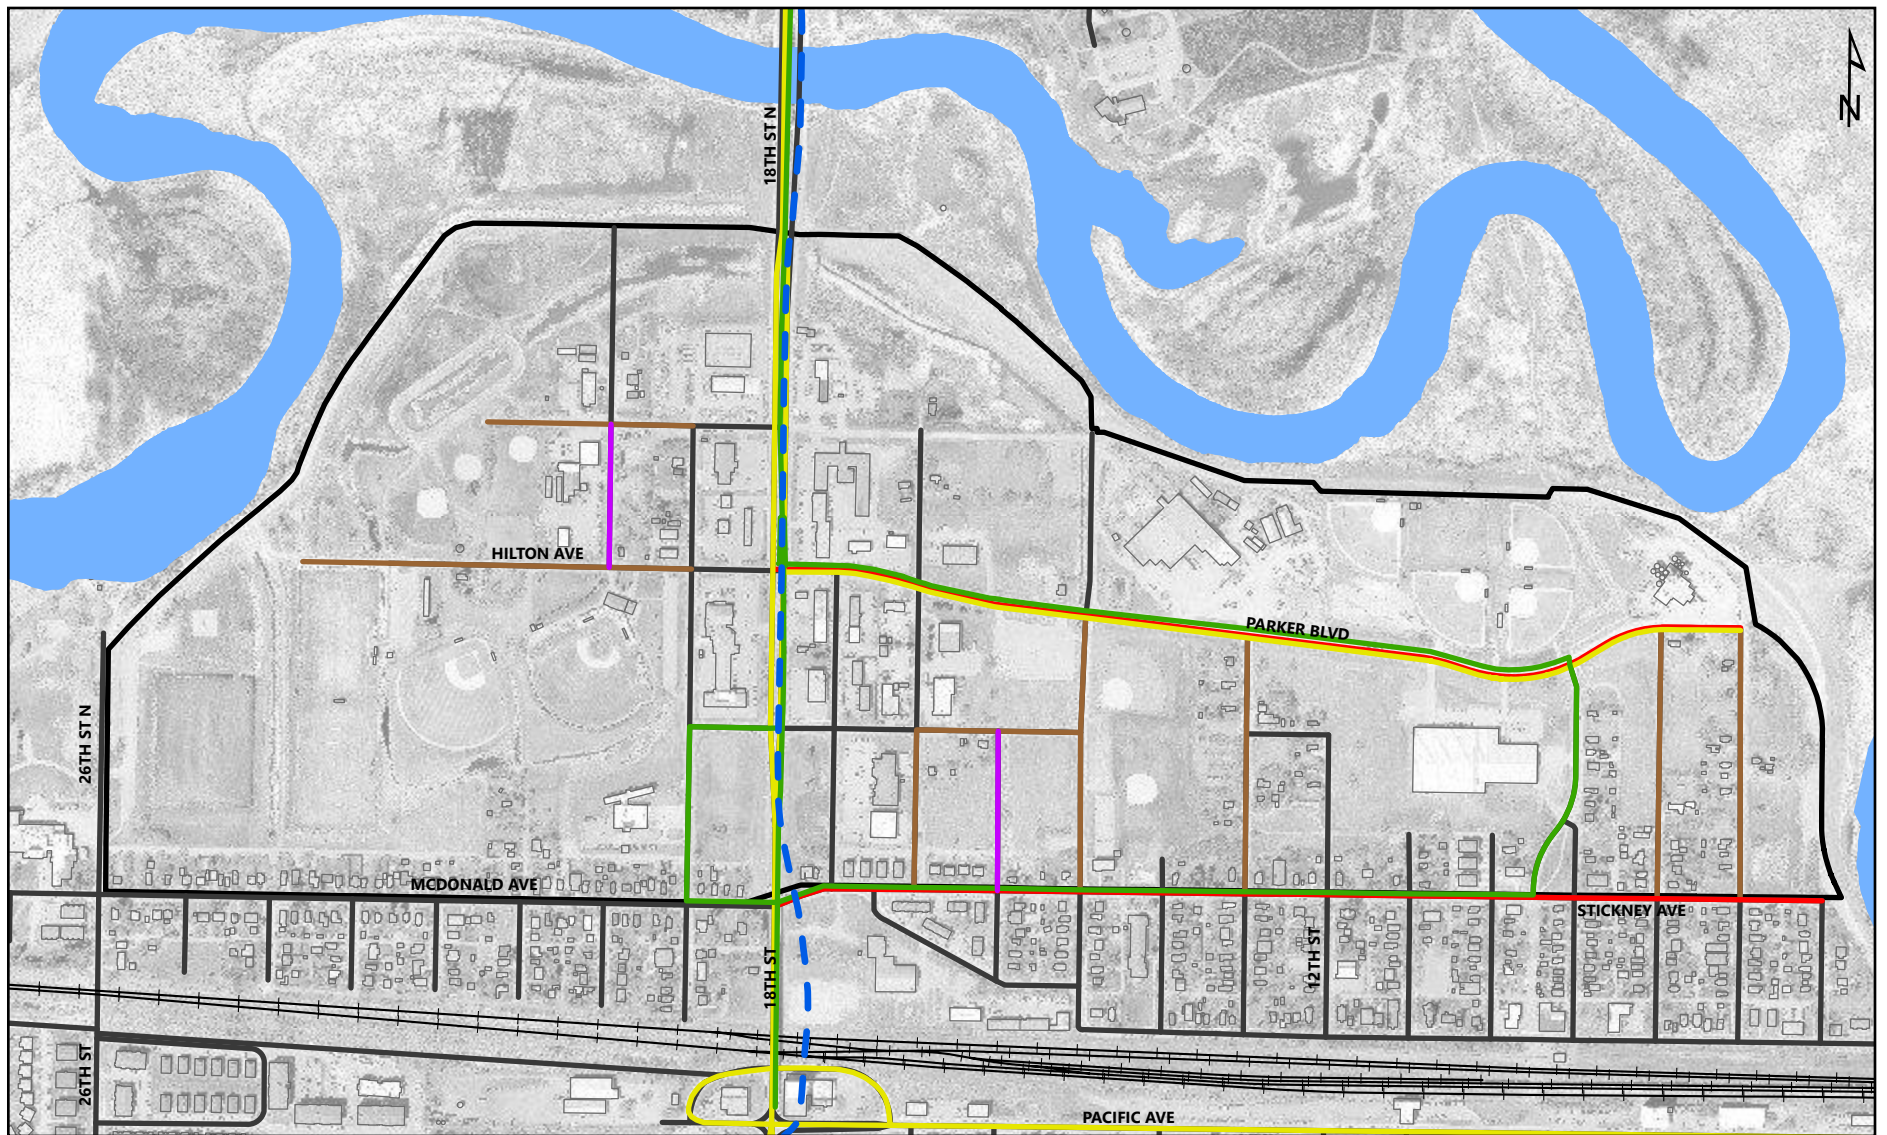 18TH ST N
N
HILTON AVE
PARKER BLVD
26TH ST N
MCDONALD AVE
STICKNEY AVE
18TH ST
12TH ST
26TH ST
PACIFIC AVE